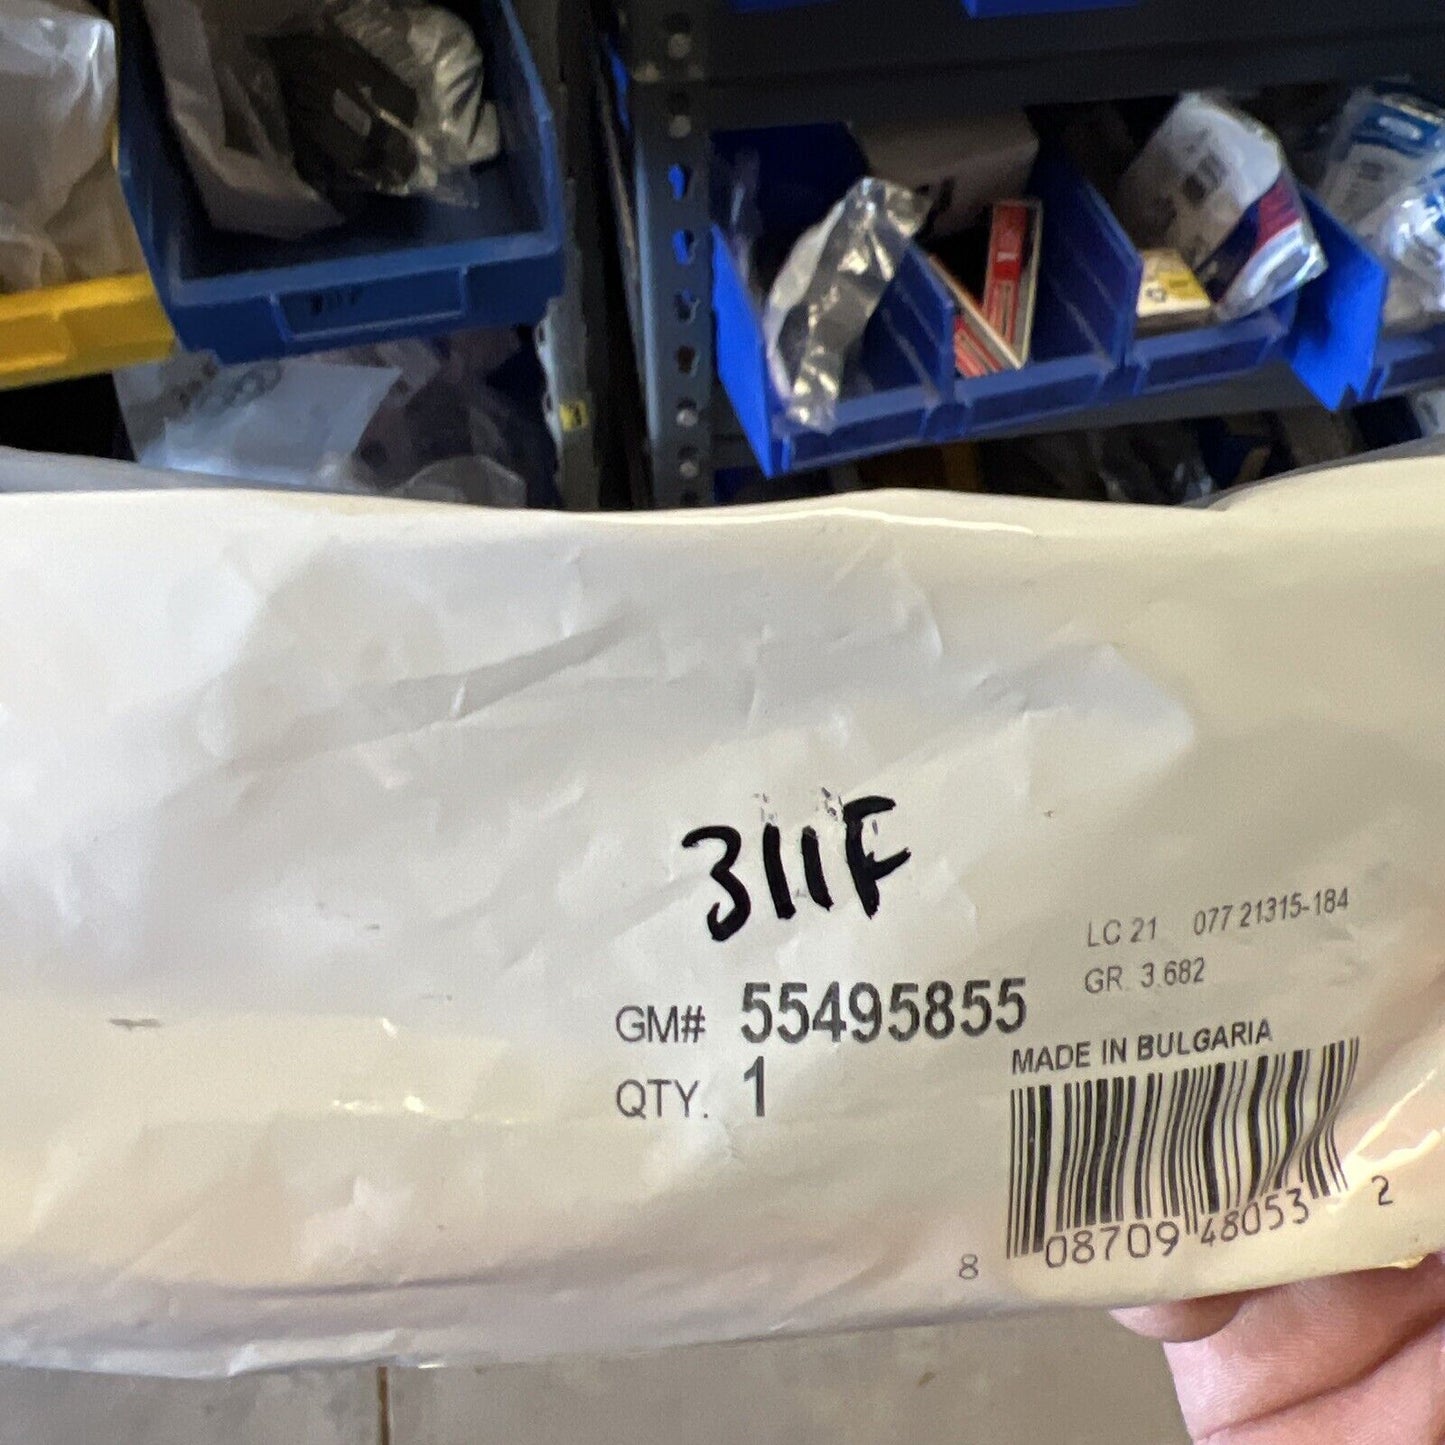 311F
311F
LC 21 077 21315-184
GR. 3.682
GM# 55495855
QTY. 1
MADE IN BULGARIA
8 08709 48053 2